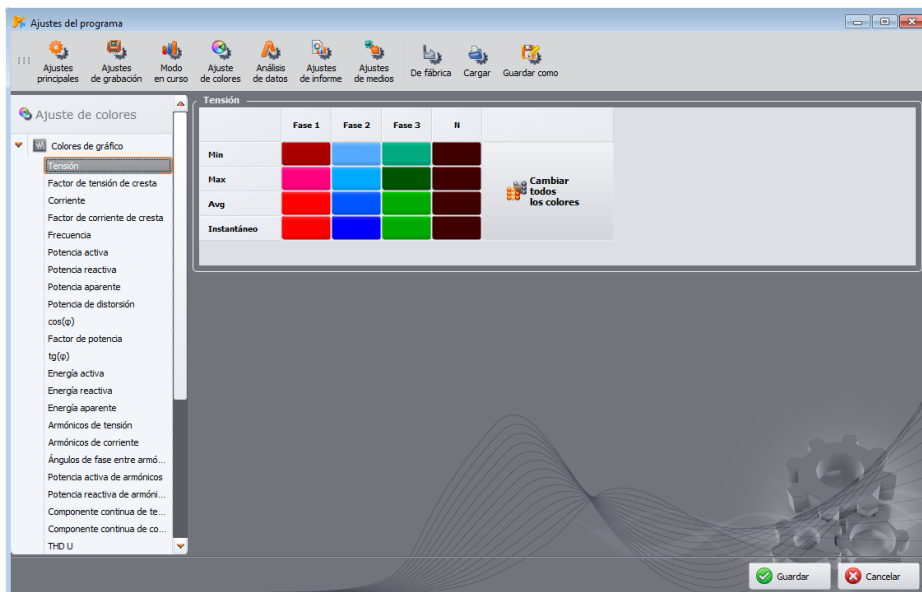 Ajustes del programa
Ajustes principales
Ajustes de grabación
Modo en curso
Ajuste de colores
Análisis de datos
Ajustes de informe
Ajustes de medios
De fábrica
Cargar
Guardar como
Ajuste de colores
Colores de gráfico
Tensión
Factor de tensión de cresta
Corriente
Factor de corriente de cresta
Frecuencia
Potencia activa
Potencia reactiva
Potencia aparente
Potencia de distorsión
cos(φ)
Factor de potencia
tg(φ)
Energía activa
Energía reactiva
Energía aparente
Armónicos de tensión
Armónicos de corriente
Ángulos de fase entre armó...
Potencia activa de armónicos
Potencia reactiva de armóni...
Componente continua de te...
Componente continua de co...
THD U
Tensión
Fase 1 Fase 2 Fase 3 N
Min
Max
Avg
Instantáneo
Cambiar
todos
los colores
Guardar
Cancelar